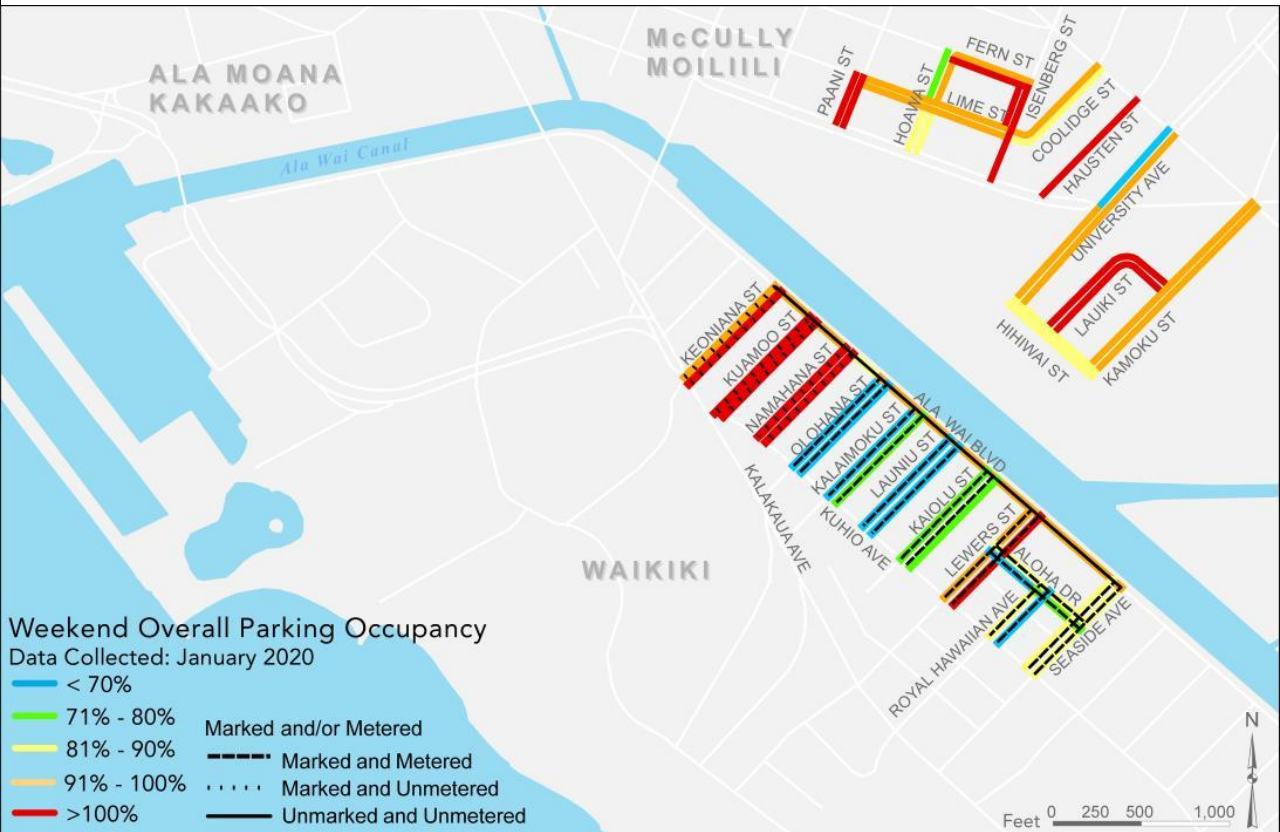 ALA MOANA
KAKAAKO
McCULLY
MOILIILI
Ala Wai Canal
PAANI ST
HOAWA ST
FERN ST
LIME ST
ISENBERG ST
COOLIDGE ST
HAUSTEN ST
UNIVERSITY AVE
LAUIKI ST
HIHIWAI ST
KAMOKU ST
KEONIANA ST
KUAMOO ST
NAMAHANA ST
OLOHANA ST
KALAIMOKU ST
LAUNIU ST
KAIOLU ST
LEWERS ST
ALA WAI BLVD
KALAKAUA AVE
KUHIO AVE
ALOHA DR
ROYAL HAWAIIAN AVE
SEASIDE AVE
WAIKIKI
Weekend Overall Parking Occupancy
Data Collected: January 2020
< 70%
71% - 80%
81% - 90%
91% - 100%
>100%
Marked and/or Metered
Marked and Metered
Marked and Unmetered
Unmarked and Unmetered
N
Feet 0 250 500 1,000